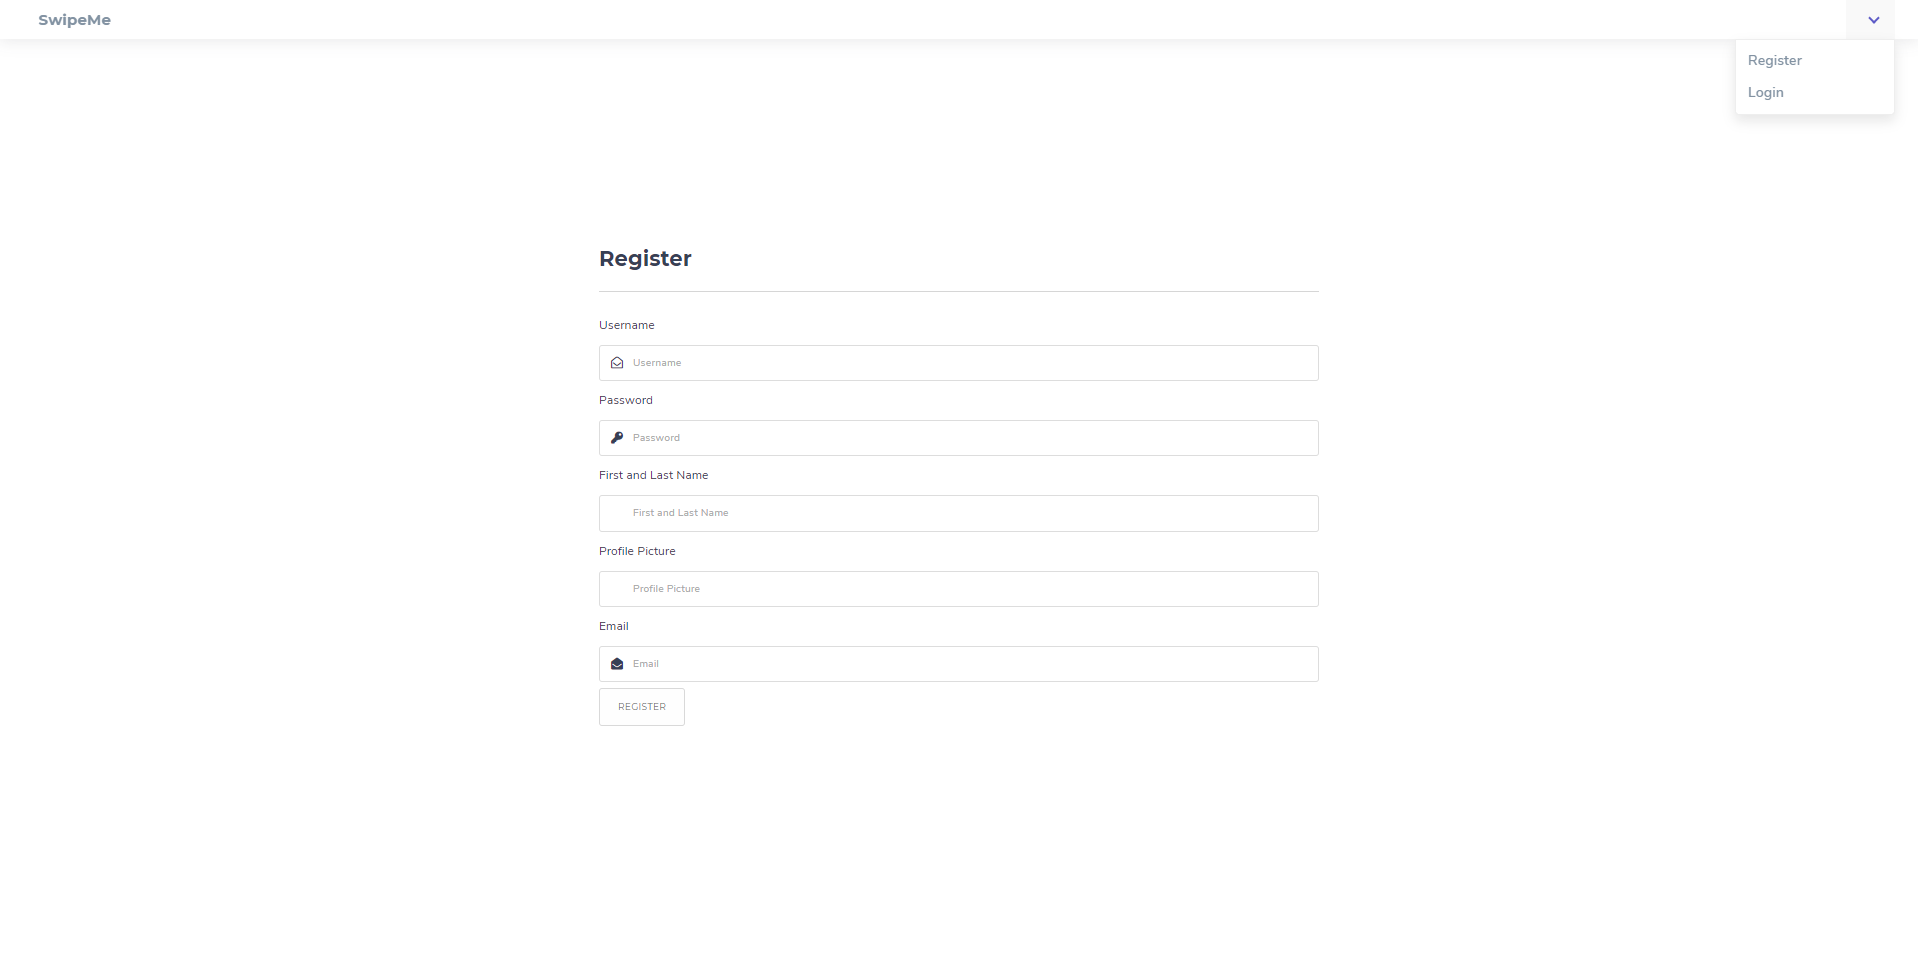 SwipeMe
Register
Login
Register
Username
Username
Password
Password
First and Last Name
First and Last Name
Profile Picture
Profile Picture
Email
Email
REGISTER